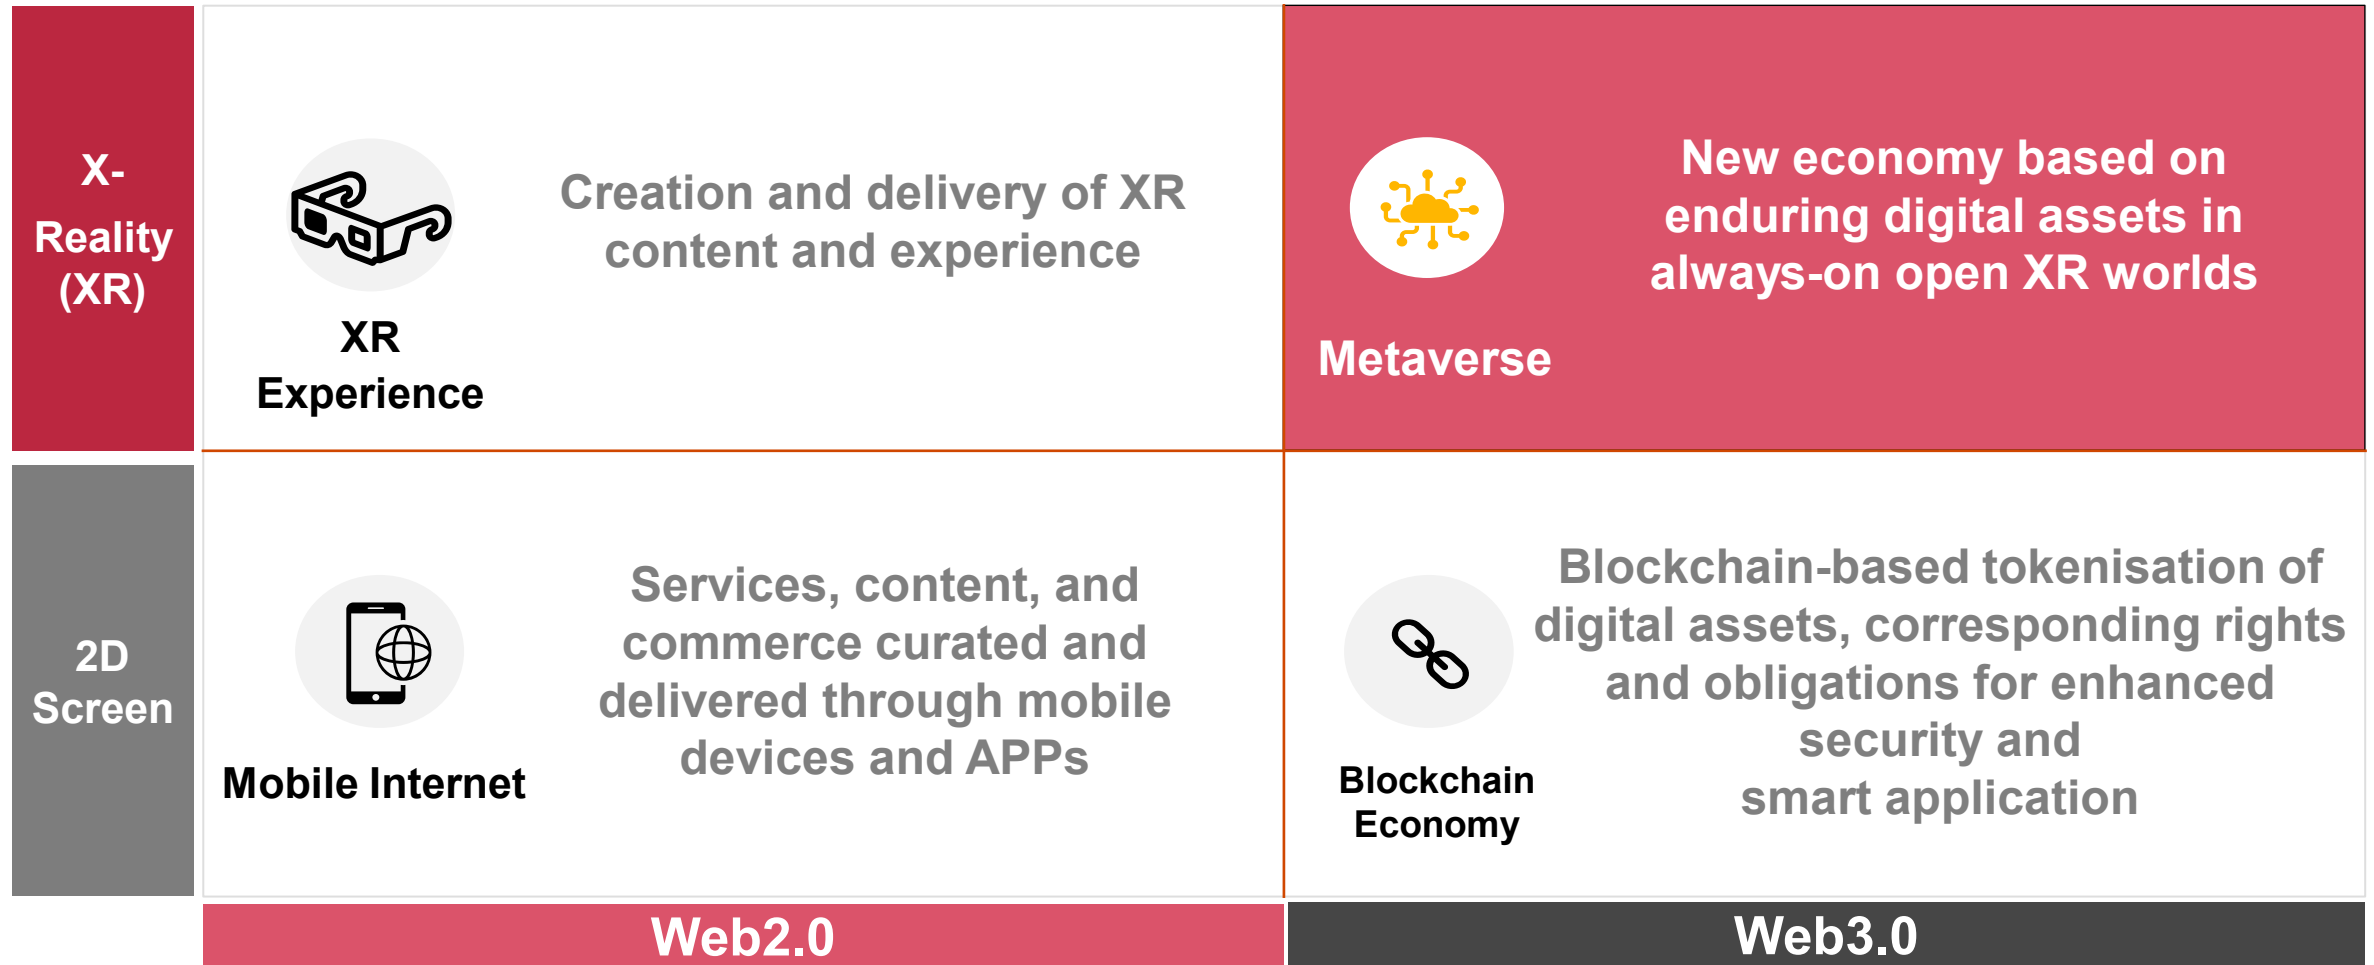 X-
Reality
(XR)
XR
Experience
Creation and delivery of XR
content and experience
Metaverse
New economy based on
enduring digital assets in
always-on open XR worlds
2D
Screen
Mobile Internet
Services, content, and
commerce curated and
delivered through mobile
devices and APPs
Blockchain
Economy
Blockchain-based tokenisation of
digital assets, corresponding rights
and obligations for enhanced
security and
smart application
Web2.0
Web3.0